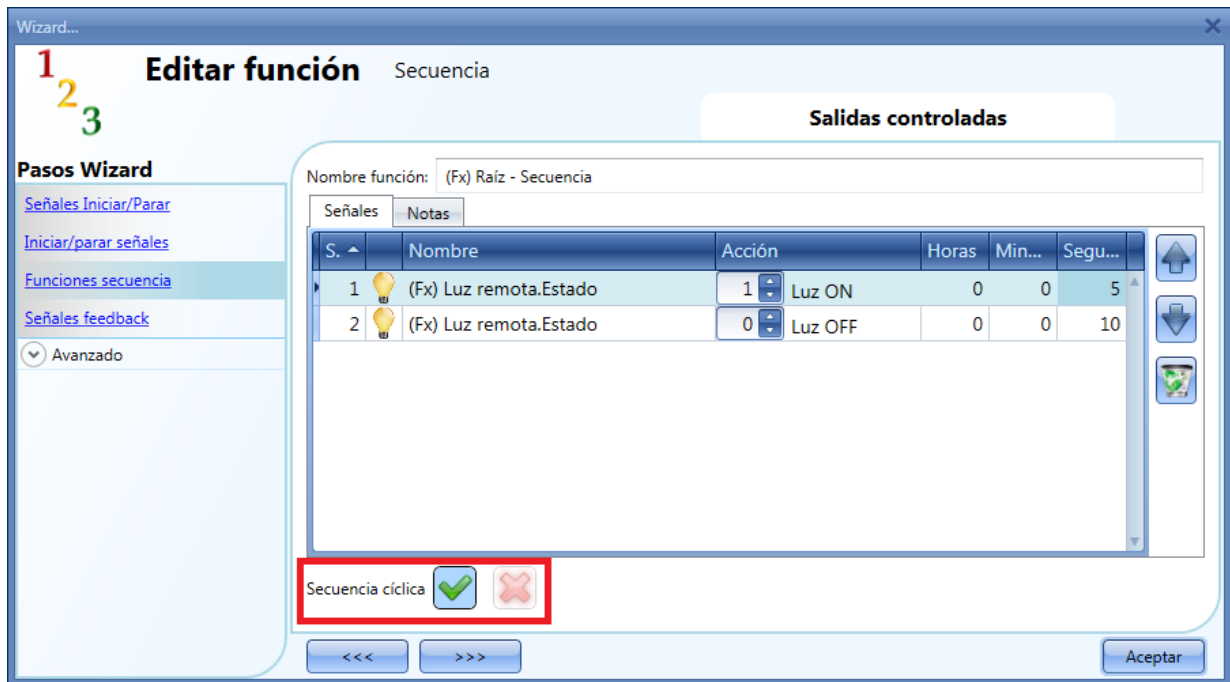 Wizard...
1 2 3
Editar función Secuencia
Salidas controladas
Pasos Wizard
Señales Iniciar/Parar
Iniciar/parar señales
Funciones secuencia
Señales feedback
Avanzado
Nombre función: (Fx) Raíz - Secuencia
Señales Notas
S. Nombre Acción Horas Min... Segu...
1 (Fx) Luz remota.Estado 1 Luz ON 0 0 5
2 (Fx) Luz remota.Estado 0 Luz OFF 0 0 10
Secuencia cíclica
<<< >>> Aceptar